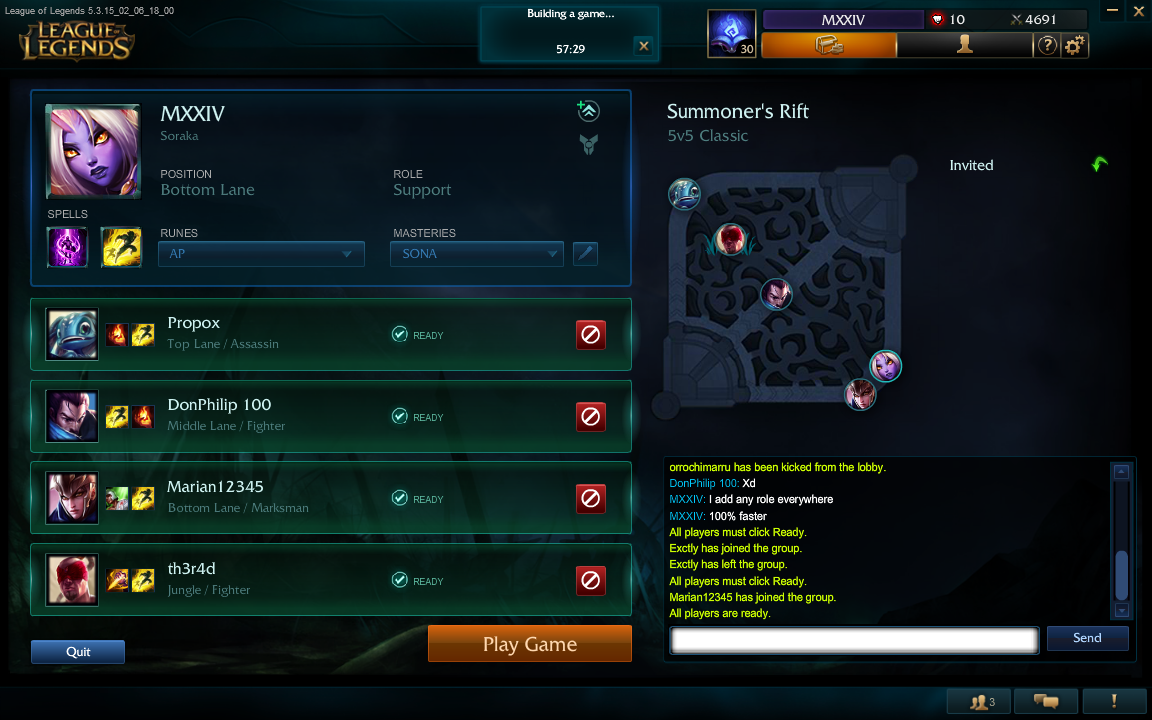 League of Legends 5.3.15_02_06_18_00
LEAGUE OF LEGENDS
Building a game...
57:29
30
MXXIV
10
4691
?
MXXIV
Soraka
POSITION
Bottom Lane
ROLE
Support
SPELLS
RUNES
AP
MASTERIES
SONA
Propox
Top Lane / Assassin
READY
DonPhilip 100
Middle Lane / Fighter
READY
Marian12345
Bottom Lane / Marksman
READY
th3r4d
Jungle / Fighter
READY
Quit
Play Game
Summoner's Rift
5v5 Classic
Invited
orrochimarru has been kicked from the lobby.
DonPhilip 100: Xd
MXXIV: I add any role everywhere
MXXIV: 100% faster
All players must click Ready.
Exctly has joined the group.
Exctly has left the group.
All players must click Ready.
Marian12345 has joined the group.
All players are ready.
Send
3
!